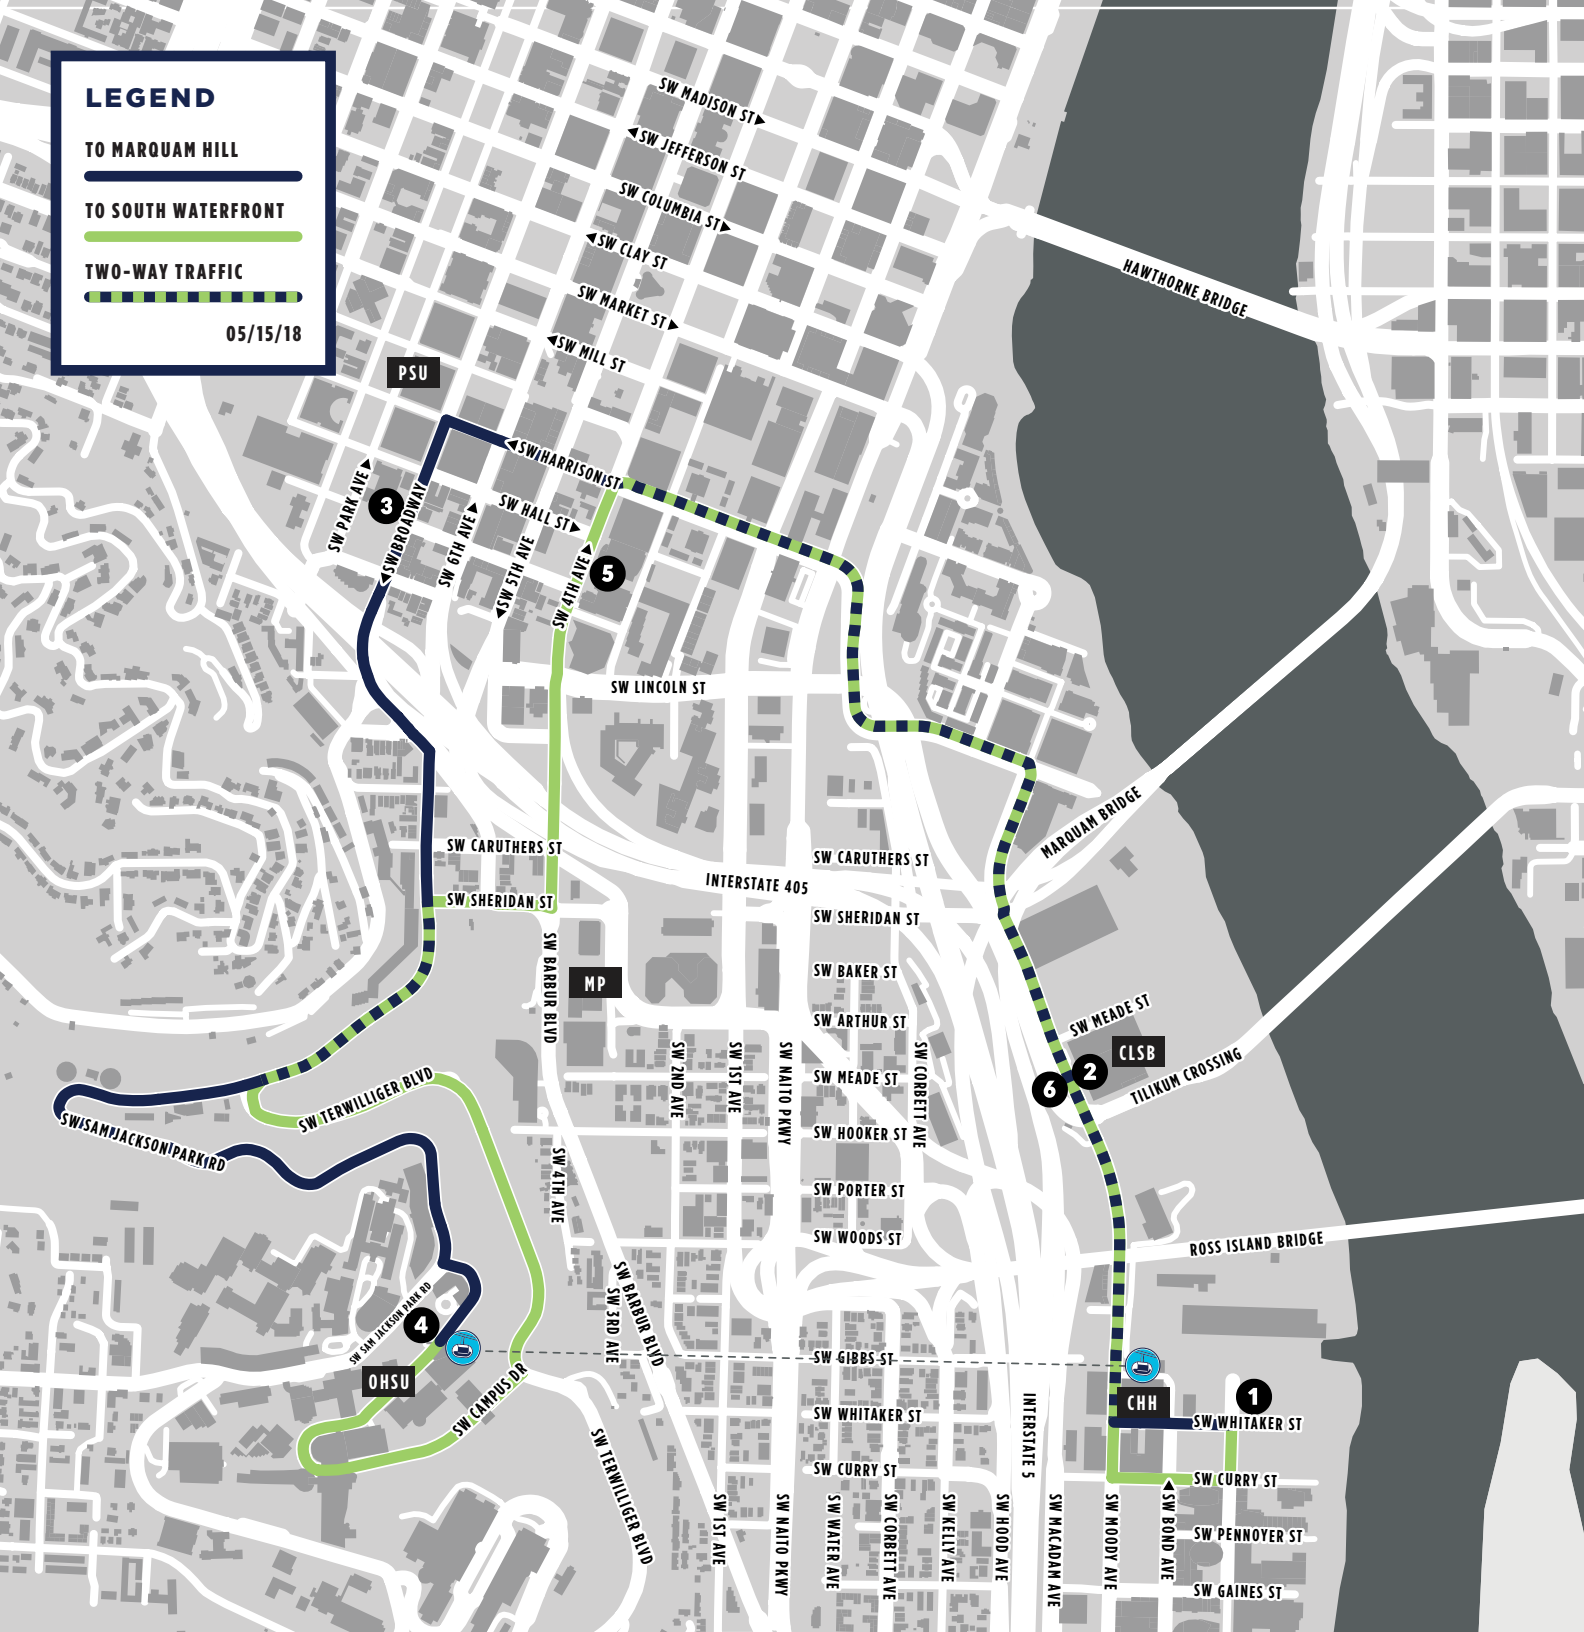 LEGEND
TO MARQUAM HILL
TO SOUTH WATERFRONT
TWO-WAY TRAFFIC
05/15/18
SW MADISON ST
SW JEFFERSON ST
SW COLUMBIA ST
SW CLAY ST
SW MARKET ST
SW MILL ST
HAWTHORNE BRIDGE
PSU
SW HARRISON ST
SW PARK AVE
3
SW BROADWAY
SW 6TH AVE
SW HALL ST
SW 5TH AVE
SW 4TH AVE
5
SW LINCOLN ST
MARQUAM BRIDGE
SW CARUTHERS ST
SW CARUTHERS ST
INTERSTATE 405
SW SHERIDAN ST
SW SHERIDAN ST
SW BARBUR BLVD
MP
SW BAKER ST
SW ARTHUR ST
SW MEADE ST
CLSB
2
6
TILIKUM CROSSING
SW 2ND AVE
SW 1ST AVE
SW NAITO PKWY
SW MEADE ST
SW CORBETT AVE
SW TERWILLIGER BLVD
SW SAM JACKSON PARK RD
SW HOOKER ST
SW 4TH AVE
SW PORTER ST
SW WOODS ST
ROSS ISLAND BRIDGE
SW BARBUR BLVD
SW 3RD AVE
SW SAM JACKSON PARK RD
4
OHSU
SW CAMPUS DR
SW GIBBS ST
CHH
1
SW WHITAKER ST
SW WHITAKER ST
INTERSTATE 5
SW CURRY ST
SW CURRY ST
SW TERWILLIGER BLVD
SW 1ST AVE
SW NAITO PKWY
SW WATER AVE
SW CORBETT AVE
SW KELLY AVE
SW HOOD AVE
SW MACADAM AVE
SW MOODY AVE
SW BOND AVE
SW PENNOYER ST
SW GAINES ST